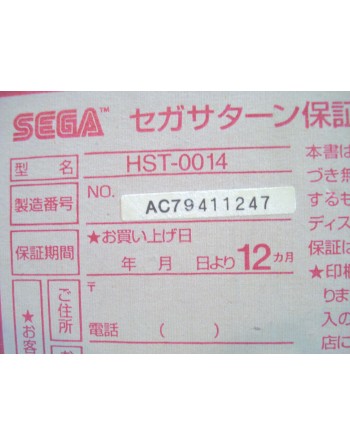 SEGA™ セガサターン保証
型名 HST-0014
製造番号 NO. AC79411247
保証期間 ★お買い上げ日
年 月 日より12カ月
ご住所 〒
電話 ( )
★お客
お
本書は
づき無
するも
ディス
保証は
★印欄
りま
入の
店に